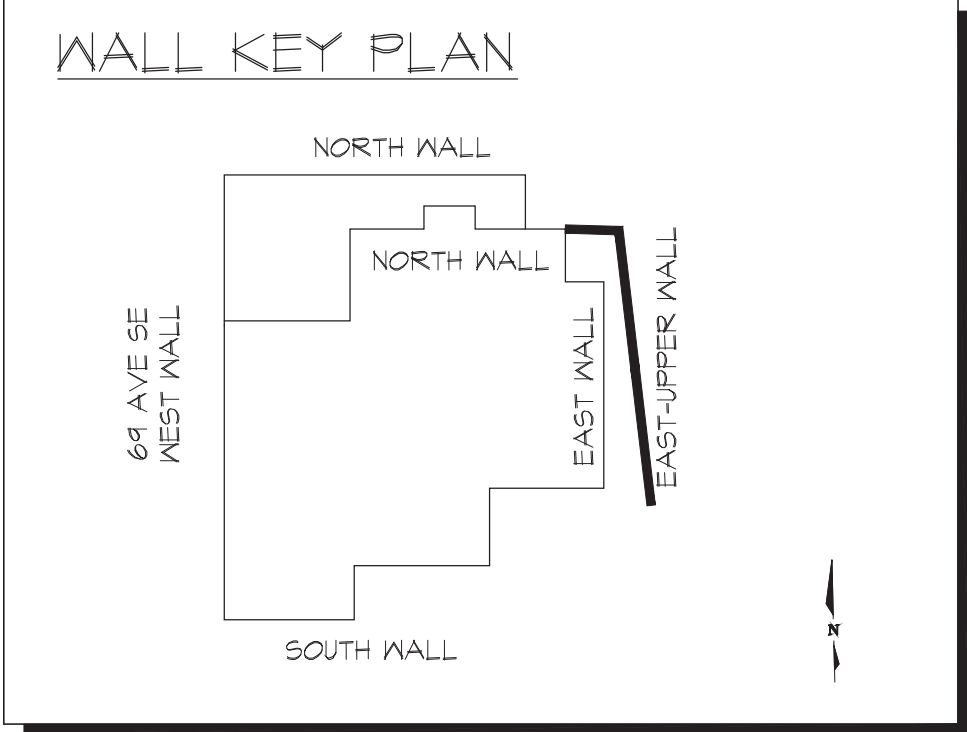 WALL KEY PLAN
NORTH WALL
NORTH WALL
69 AVE SE
WEST WALL
EAST WALL
EAST-UPPER WALL
SOUTH WALL
N